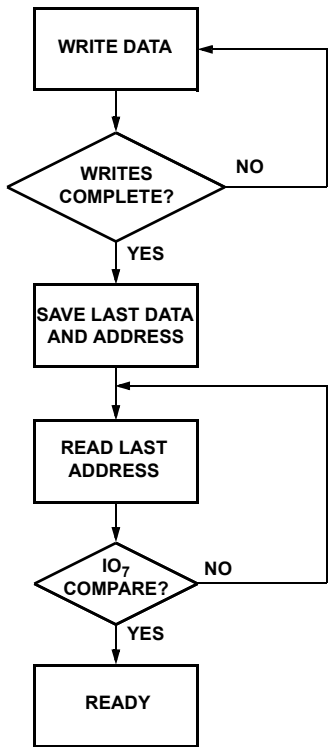 WRITE DATA
WRITES
COMPLETE?
NO
YES
SAVE LAST DATA
AND ADDRESS
READ LAST
ADDRESS
IO₇
COMPARE?
NO
YES
READY